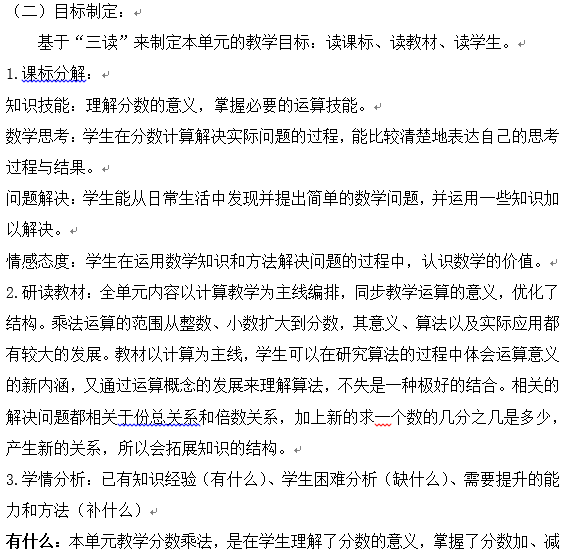 （二）目标制定：
基于“三读”来制定本单元的教学目标：读课标、读教材、读学生。
1.课标分解：
知识技能：理解分数的意义，掌握必要的运算技能。
数学思考：学生在分数计算解决实际问题的过程，能比较清楚地表达自己的思考
过程与结果。
问题解决：学生能从日常生活中发现并提出简单的数学问题，并运用一些知识加
以解决。
情感态度：学生在运用数学知识和方法解决问题的过程中，认识数学的价值。
2.研读教材：全单元内容以计算教学为主线编排，同步教学运算的意义，优化了
结构。乘法运算的范围从整数、小数扩大到分数，其意义、算法以及实际应用都
有较大的发展。教材以计算为主线，学生可以在研究算法的过程中体会运算意义
的新内涵，又通过运算概念的发展来理解算法，不失是一种极好的结合。相关的
解决问题都相关于份总关系和倍数关系，加上新的求一个数的几分之几是多少，
产生新的关系，所以会拓展知识的结构。
3.学情分析：已有知识经验（有什么）、学生困难分析（缺什么）、需要提升的能
力和方法（补什么）
有什么：本单元教学分数乘法，是在学生理解了分数的意义，掌握了分数加、减